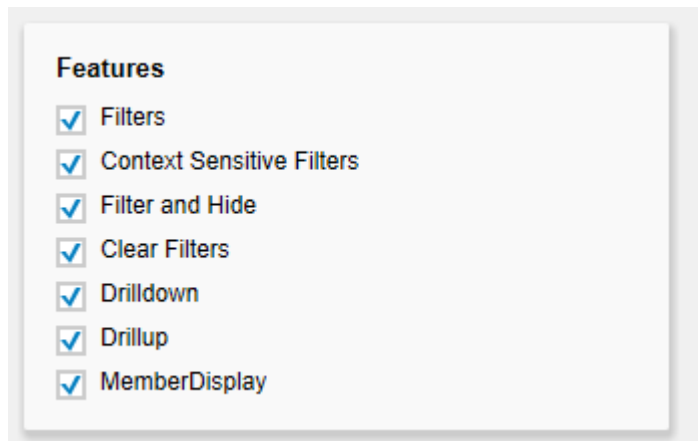 Features
Filters
Context Sensitive Filters
Filter and Hide
Clear Filters
Drilldown
Drillup
MemberDisplay